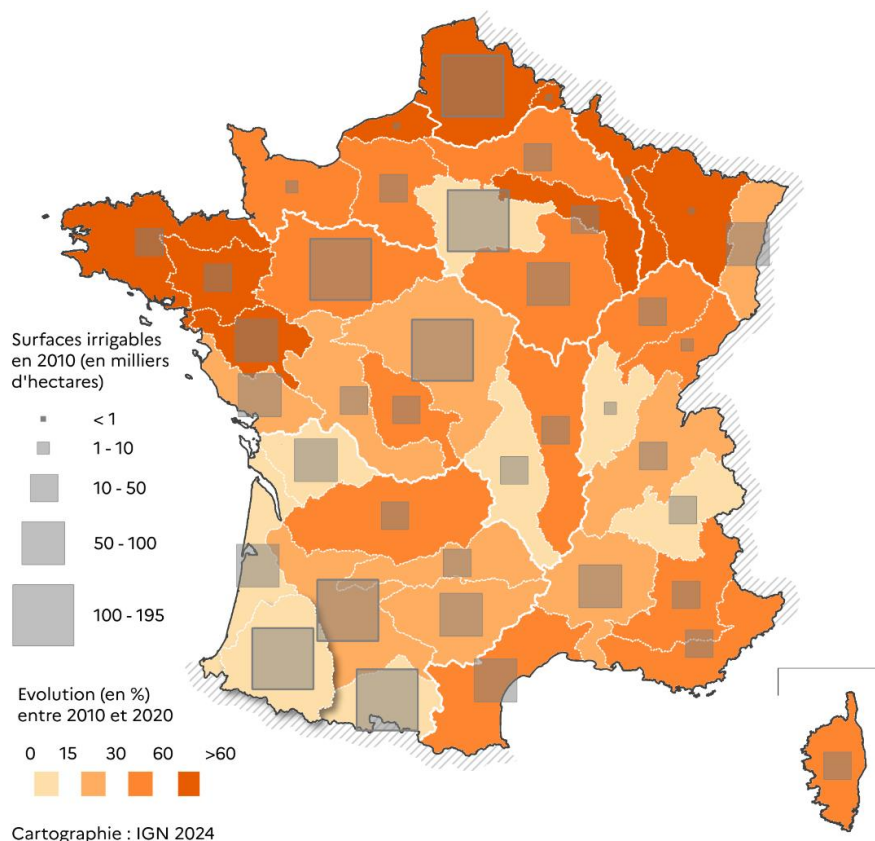 Surfaces irrigables
en 2010 (en milliers
d'hectares)
< 1
1 - 10
10 - 50
50 - 100
100 - 195
Evolution (en %)
entre 2010 et 2020
0 15 30 60 >60
Cartographie : IGN 2024